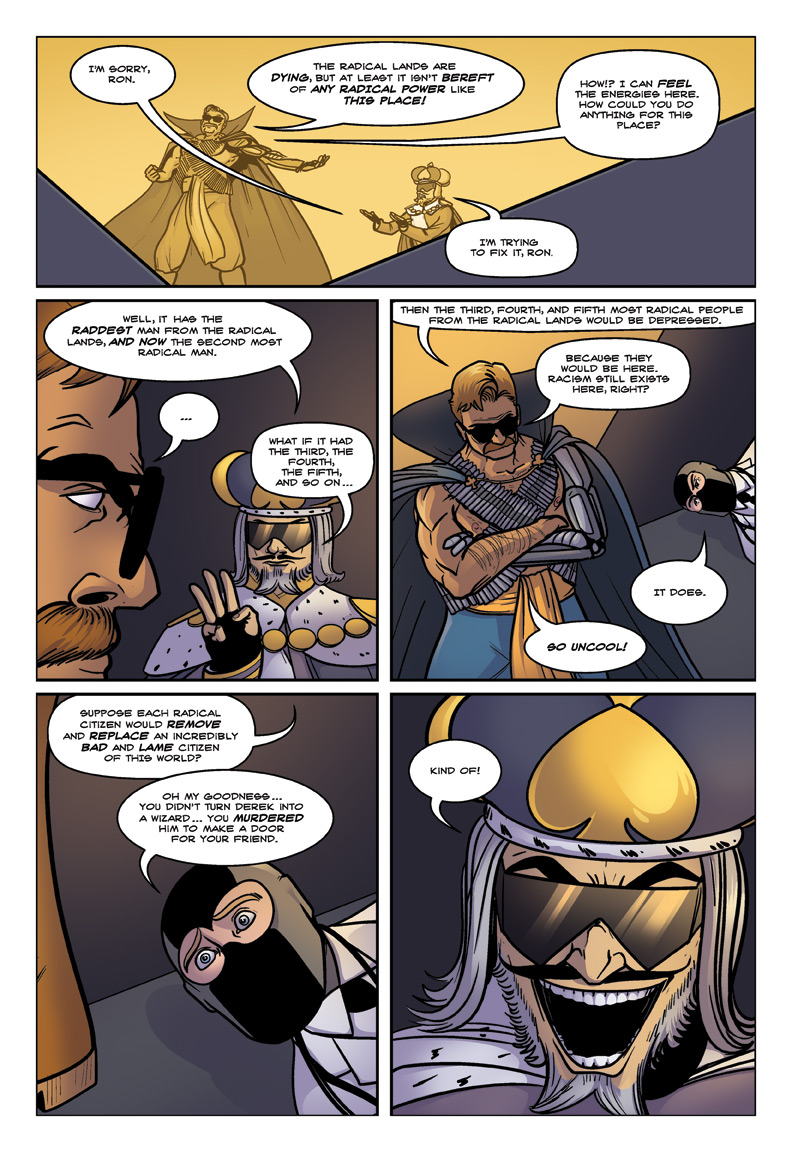 I'M SORRY,
RON.
THE RADICAL LANDS ARE
DYING, BUT AT LEAST IT ISN'T BEREFT
OF ANY RADICAL POWER LIKE
THIS PLACE!
HOW!? I CAN FEEL
THE ENERGIES HERE.
HOW COULD YOU DO
ANYTHING FOR THIS
PLACE?
I'M TRYING
TO FIX IT, RON.
WELL, IT HAS THE
RADDEST MAN FROM THE RADICAL
LANDS, AND NOW THE SECOND MOST
RADICAL MAN.
...
WHAT IF IT HAD
THE THIRD, THE
FOURTH,
THE FIFTH,
AND SO ON...
THEN THE THIRD, FOURTH, AND FIFTH MOST RADICAL PEOPLE
FROM THE RADICAL LANDS WOULD BE DEPRESSED.
BECAUSE THEY
WOULD BE HERE.
RACISM STILL EXISTS
HERE, RIGHT?
IT DOES.
SO UNCOOL!
SUPPOSE EACH RADICAL
CITIZEN WOULD REMOVE
AND REPLACE AN INCREDIBLY
BAD AND LAME CITIZEN
OF THIS WORLD?
OH MY GOODNESS...
YOU DIDN'T TURN DEREK INTO
A WIZARD... YOU MURDERED
HIM TO MAKE A DOOR
FOR YOUR FRIEND.
KIND OF!